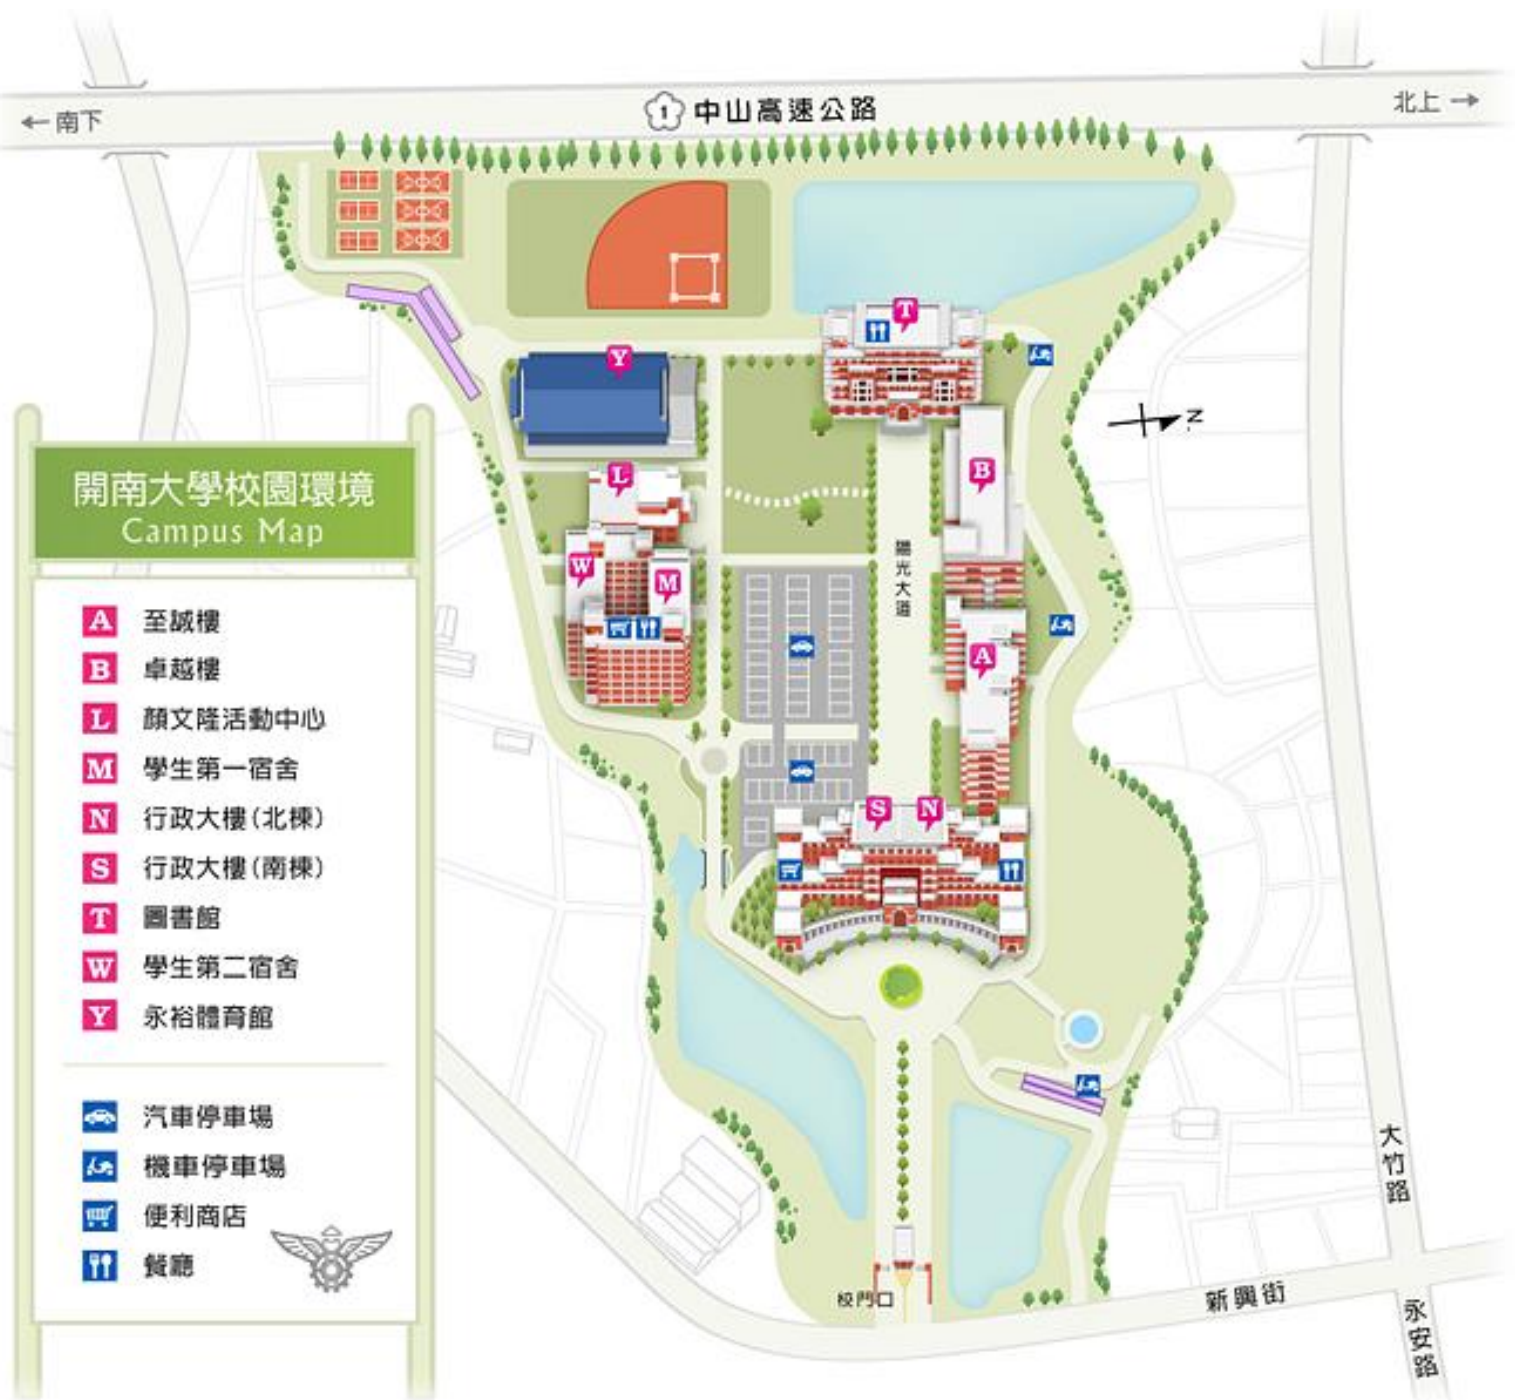 1 中山高速公路
←南下
北上→
T
Y
N
L
B
開南大學校園環境
Campus Map
陽光大道
W
M
A 至誠樓
B 卓越樓
L 顏文隆活動中心
M 學生第一宿舍
N 行政大樓(北棟)
S 行政大樓(南棟)
T 圖書館
W 學生第二宿舍
Y 永裕體育館
A
S
N
汽車停車場
機車停車場
便利商店
餐廳
大竹路
校門口
新興街
永安路